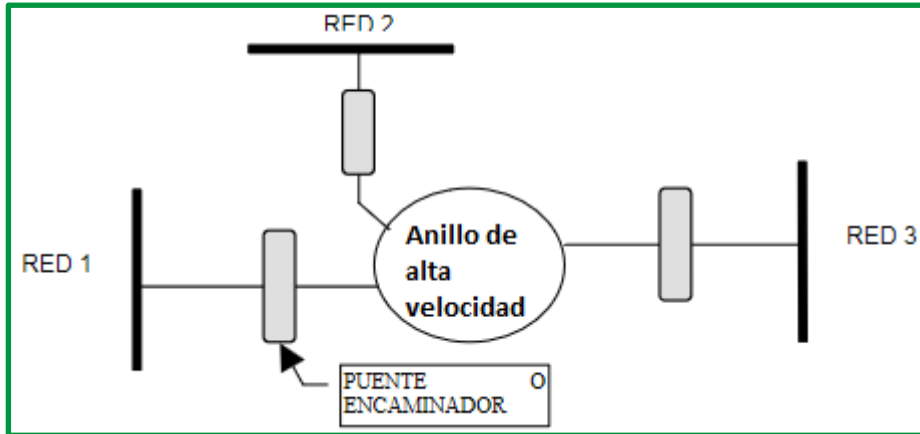 RED 2
RED 1
Anillo de
alta
velocidad
RED 3
PUENTE O
ENCAMINADOR